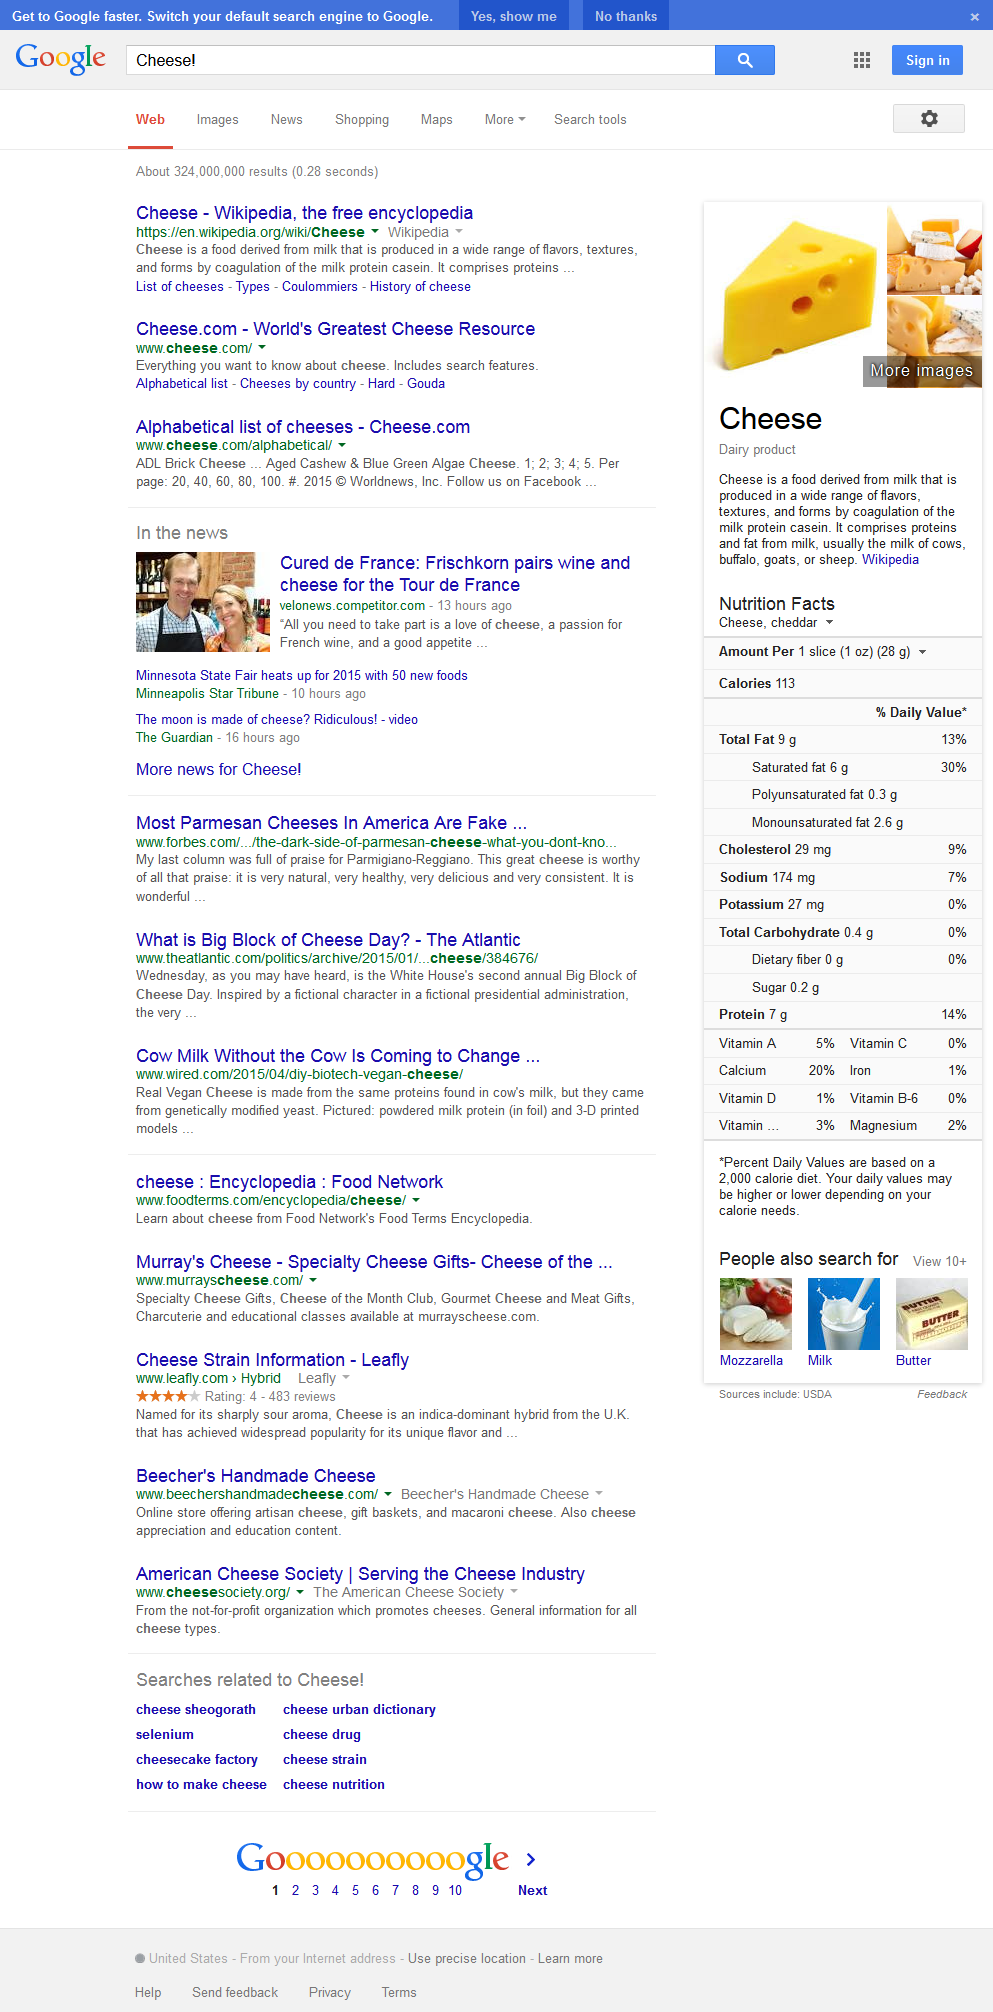 Get to Google faster. Switch your default search engine to Google. Yes, show me No thanks ×
Google Cheese! Sign in
Web Images News Shopping Maps More Search tools
About 324,000,000 results (0.28 seconds)
Cheese - Wikipedia, the free encyclopedia
https://en.wikipedia.org/wiki/Cheese Wikipedia
Cheese is a food derived from milk that is produced in a wide range of flavors, textures,
and forms by coagulation of the milk protein casein. It comprises proteins ...
List of cheeses - Types - Coulommiers - History of cheese
Cheese.com - World's Greatest Cheese Resource
www.cheese.com/
Everything you want to know about cheese. Includes search features.
Alphabetical list - Cheeses by country - Hard - Gouda
Alphabetical list of cheeses - Cheese.com
www.cheese.com/alphabetical/
ADL Brick Cheese ... Aged Cashew & Blue Green Algae Cheese. 1; 2; 3; 4; 5. Per
page: 20, 40, 60, 80, 100. #. 2015 © Worldnews, Inc. Follow us on Facebook ...
In the news
Cured de France: Frischkorn pairs wine and
cheese for the Tour de France
velonews.competitor.com - 13 hours ago
“All you need to take part is a love of cheese, a passion for
French wine, and a good appetite ...
Minnesota State Fair heats up for 2015 with 50 new foods
Minneapolis Star Tribune - 10 hours ago
The moon is made of cheese? Ridiculous! - video
The Guardian - 16 hours ago
More news for Cheese!
Most Parmesan Cheeses In America Are Fake ...
www.forbes.com/.../the-dark-side-of-parmesan-cheese-what-you-dont-kno...
My last column was full of praise for Parmigiano-Reggiano. This great cheese is worthy
of all that praise: it is very natural, very healthy, very delicious and very consistent. It is
wonderful ...
What is Big Block of Cheese Day? - The Atlantic
www.theatlantic.com/politics/archive/2015/01/...cheese/384676/
Wednesday, as you may have heard, is the White House's second annual Big Block of
Cheese Day. Inspired by a fictional character in a fictional presidential administration,
the very ...
Cow Milk Without the Cow Is Coming to Change ...
www.wired.com/2015/04/diy-biotech-vegan-cheese/
Real Vegan Cheese is made from the same proteins found in cow's milk, but they came
from genetically modified yeast. Pictured: powdered milk protein (in foil) and 3-D printed
models ...
cheese : Encyclopedia : Food Network
www.foodterms.com/encyclopedia/cheese/
Learn about cheese from Food Network's Food Terms Encyclopedia.
Murray's Cheese - Specialty Cheese Gifts- Cheese of the ...
www.murrayscheese.com/
Specialty Cheese Gifts, Cheese of the Month Club, Gourmet Cheese and Meat Gifts,
Charcuterie and educational classes available at murrayscheese.com.
Cheese Strain Information - Leafly
www.leafly.com › Hybrid Leafly
Rating: 4 - 483 reviews
Named for its sharply sour aroma, Cheese is an indica-dominant hybrid from the U.K.
that has achieved widespread popularity for its unique flavor and ...
Beecher's Handmade Cheese
www.beechershandmadecheese.com/ Beecher's Handmade Cheese
Online store offering artisan cheese, gift baskets, and macaroni cheese. Also cheese
appreciation and education content.
American Cheese Society | Serving the Cheese Industry
www.cheesesociety.org/ The American Cheese Society
From the not-for-profit organization which promotes cheeses. General information for all
cheese types.
Searches related to Cheese!
cheese sheogorath cheese urban dictionary
selenium cheese drug
cheesecake factory cheese strain
how to make cheese cheese nutrition
More images
Cheese
Dairy product
Cheese is a food derived from milk that is
produced in a wide range of flavors,
textures, and forms by coagulation of the
milk protein casein. It comprises proteins
and fat from milk, usually the milk of cows,
buffalo, goats, or sheep. Wikipedia
Nutrition Facts
Cheese, cheddar
Amount Per 1 slice (1 oz) (28 g)
Calories 113
% Daily Value*
Total Fat 9 g 13%
Saturated fat 6 g 30%
Polyunsaturated fat 0.3 g
Monounsaturated fat 2.6 g
Cholesterol 29 mg 9%
Sodium 174 mg 7%
Potassium 27 mg 0%
Total Carbohydrate 0.4 g 0%
Dietary fiber 0 g 0%
Sugar 0.2 g
Protein 7 g 14%
Vitamin A 5% Vitamin C 0%
Calcium 20% Iron 1%
Vitamin D 1% Vitamin B-6 0%
Vitamin ... 3% Magnesium 2%
*Percent Daily Values are based on a
2,000 calorie diet. Your daily values may
be higher or lower depending on your
calorie needs.
People also search for View 10+
BUTTER
BUTTER
Mozzarella Milk Butter
Sources include: USDA Feedback
Goooooooooogle
1 2 3 4 5 6 7 8 9 10 Next
United States - From your Internet address - Use precise location - Learn more
Help Send feedback Privacy Terms